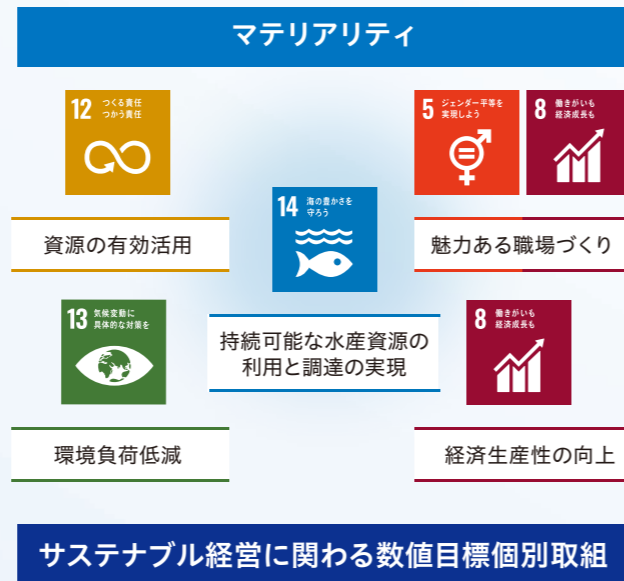 マテリアリティ
12 つくる責任
つかう責任
資源の有効活用
5 ジェンダー平等を
実現しよう
8 働きがいも
経済成長も
魅力ある職場づくり
14 海の豊かさを
守ろう
持続可能な水産資源の
利用と調達の実現
13 気候変動に
具体的な対策を
環境負荷低減
8 働きがいも
経済成長も
経済生産性の向上
サステナブル経営に関わる数値目標個別取組